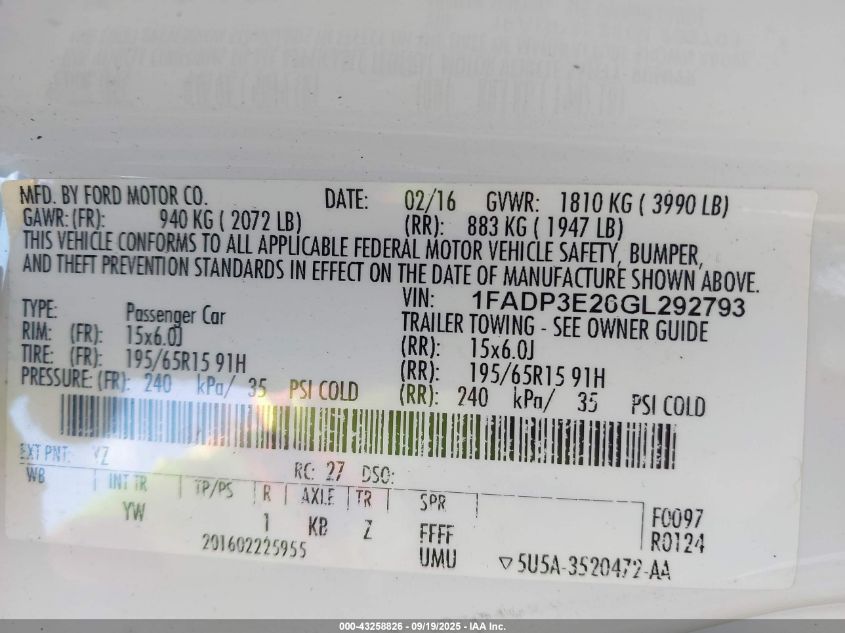 MFD. BY FORD MOTOR CO. DATE: 02/16 GVWR: 1810 KG ( 3990 LB)
GAWR: (FR): 940 KG ( 2072 LB) (RR): 883 KG ( 1947 LB)
THIS VEHICLE CONFORMS TO ALL APPLICABLE FEDERAL MOTOR VEHICLE SAFETY, BUMPER,
AND THEFT PREVENTION STANDARDS IN EFFECT ON THE DATE OF MANUFACTURE SHOWN ABOVE.
VIN: 1FADP3E26GL292793
TYPE: Passenger Car TRAILER TOWING - SEE OWNER GUIDE
RIM: (FR): 15x6.0J (RR): 15x6.0J
TIRE: (FR): 195/65R15 91H (RR): 195/65R15 91H
PRESSURE: (FR): 240 kPa/ 35 PSI COLD (RR): 240 kPa/ 35 PSI COLD
EXT PNT: YZ RC: 27 DSO:
WB INT TR TP/PS R AXLE TR SPR
YW 1 KB Z FFFF F0097
201602225955 UMU R0124
▽5U5A-3520472-AA
000-43258826 - 09/19/2025 - IAA Inc.